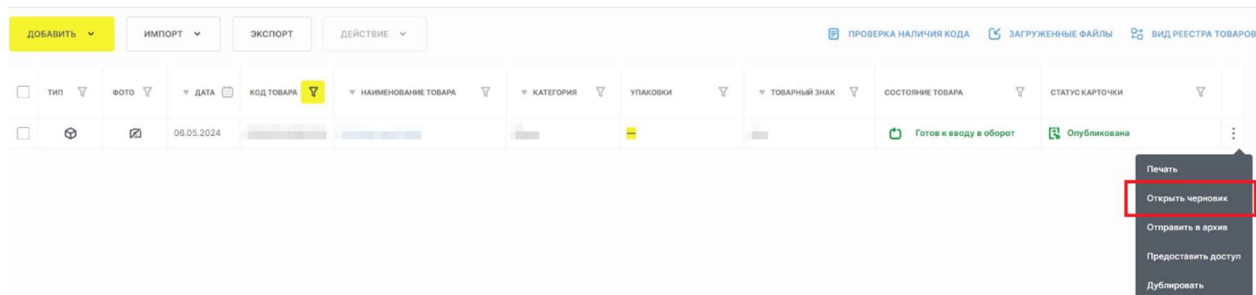 ДОБАВИТЬ ИМПОРТ ЭКСПОРТ ДЕЙСТВИЕ ПРОВЕРКА НАЛИЧИЯ КОДА ЗАГРУЖЕННЫЕ ФАЙЛЫ ВИД РЕЕСТРА ТОВАРОВ
ТИП ФОТО ДАТА КОД ТОВАРА НАИМЕНОВАНИЕ ТОВАРА КАТЕГОРИЯ УПАКОВКИ ТОВАРНЫЙ ЗНАК СОСТОЯНИЕ ТОВАРА СТАТУС КАРТОЧКИ
06.05.2024 — Готов к вводу в оборот Опубликована
Печать
Открыть черновик
Отправить в архив
Предоставить доступ
Дублировать